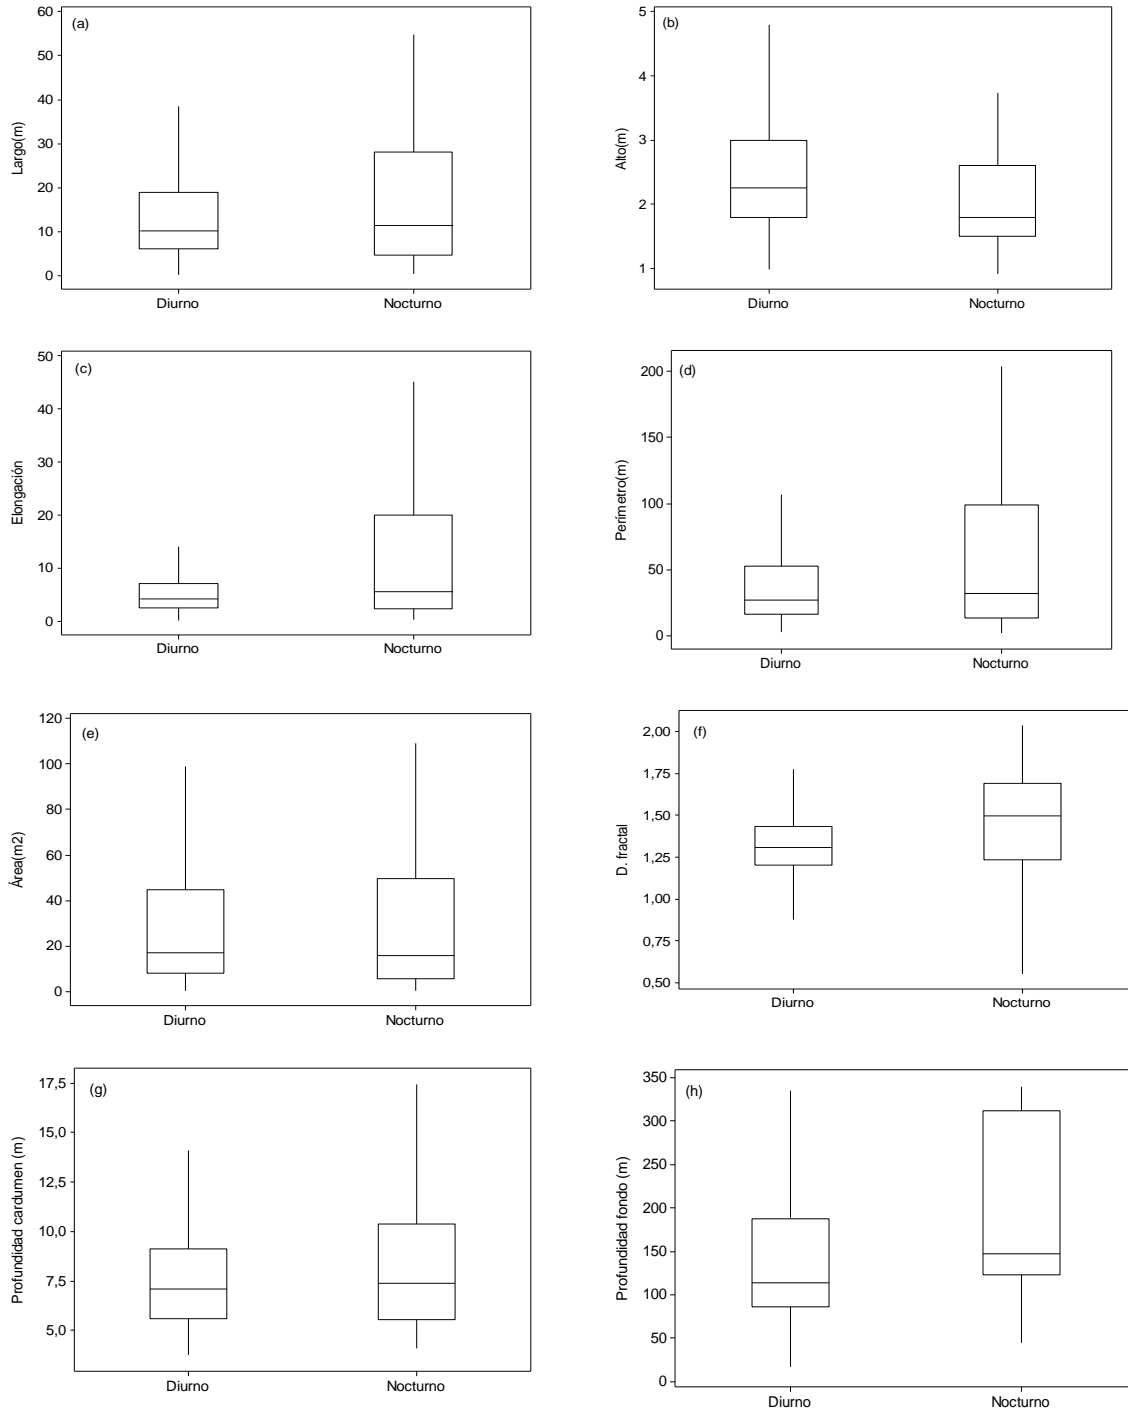 (a)
Largo(m)
60
50
40
30
20
10
0
Diurno
Nocturno
(b)
Alto(m)
5
4
3
2
1
Diurno
Nocturno
(c)
Elongación
50
40
30
20
10
0
Diurno
Nocturno
(d)
Perímetro(m)
200
150
100
50
0
Diurno
Nocturno
(e)
Área(m2)
120
100
80
60
40
20
0
Diurno
Nocturno
(f)
D. fractal
2,00
1,75
1,50
1,25
1,00
0,75
0,50
Diurno
Nocturno
(g)
Profundidad cardumen (m)
17,5
15,0
12,5
10,0
7,5
5,0
Diurno
Nocturno
(h)
Profundidad fondo (m)
350
300
250
200
150
100
50
0
Diurno
Nocturno